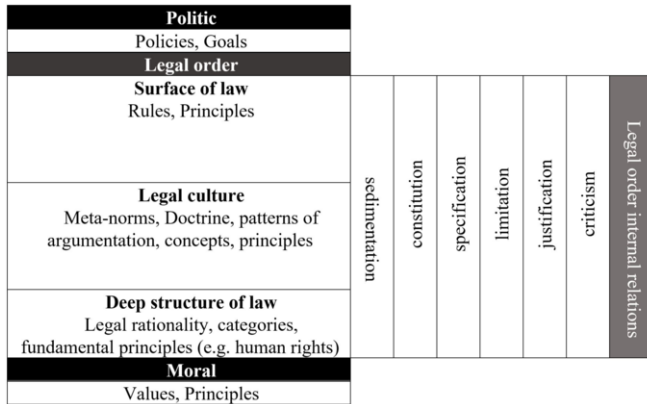 Politic
Policies, Goals
Legal order
Surface of law
Rules, Principles
Legal culture
Meta-norms, Doctrine, patterns of
argumentation, concepts, principles
Deep structure of law
Legal rationality, categories,
fundamental principles (e.g. human rights)
Moral
Values, Principles
sedimentation
constitution
specification
limitation
justification
criticism
Legal order internal relations